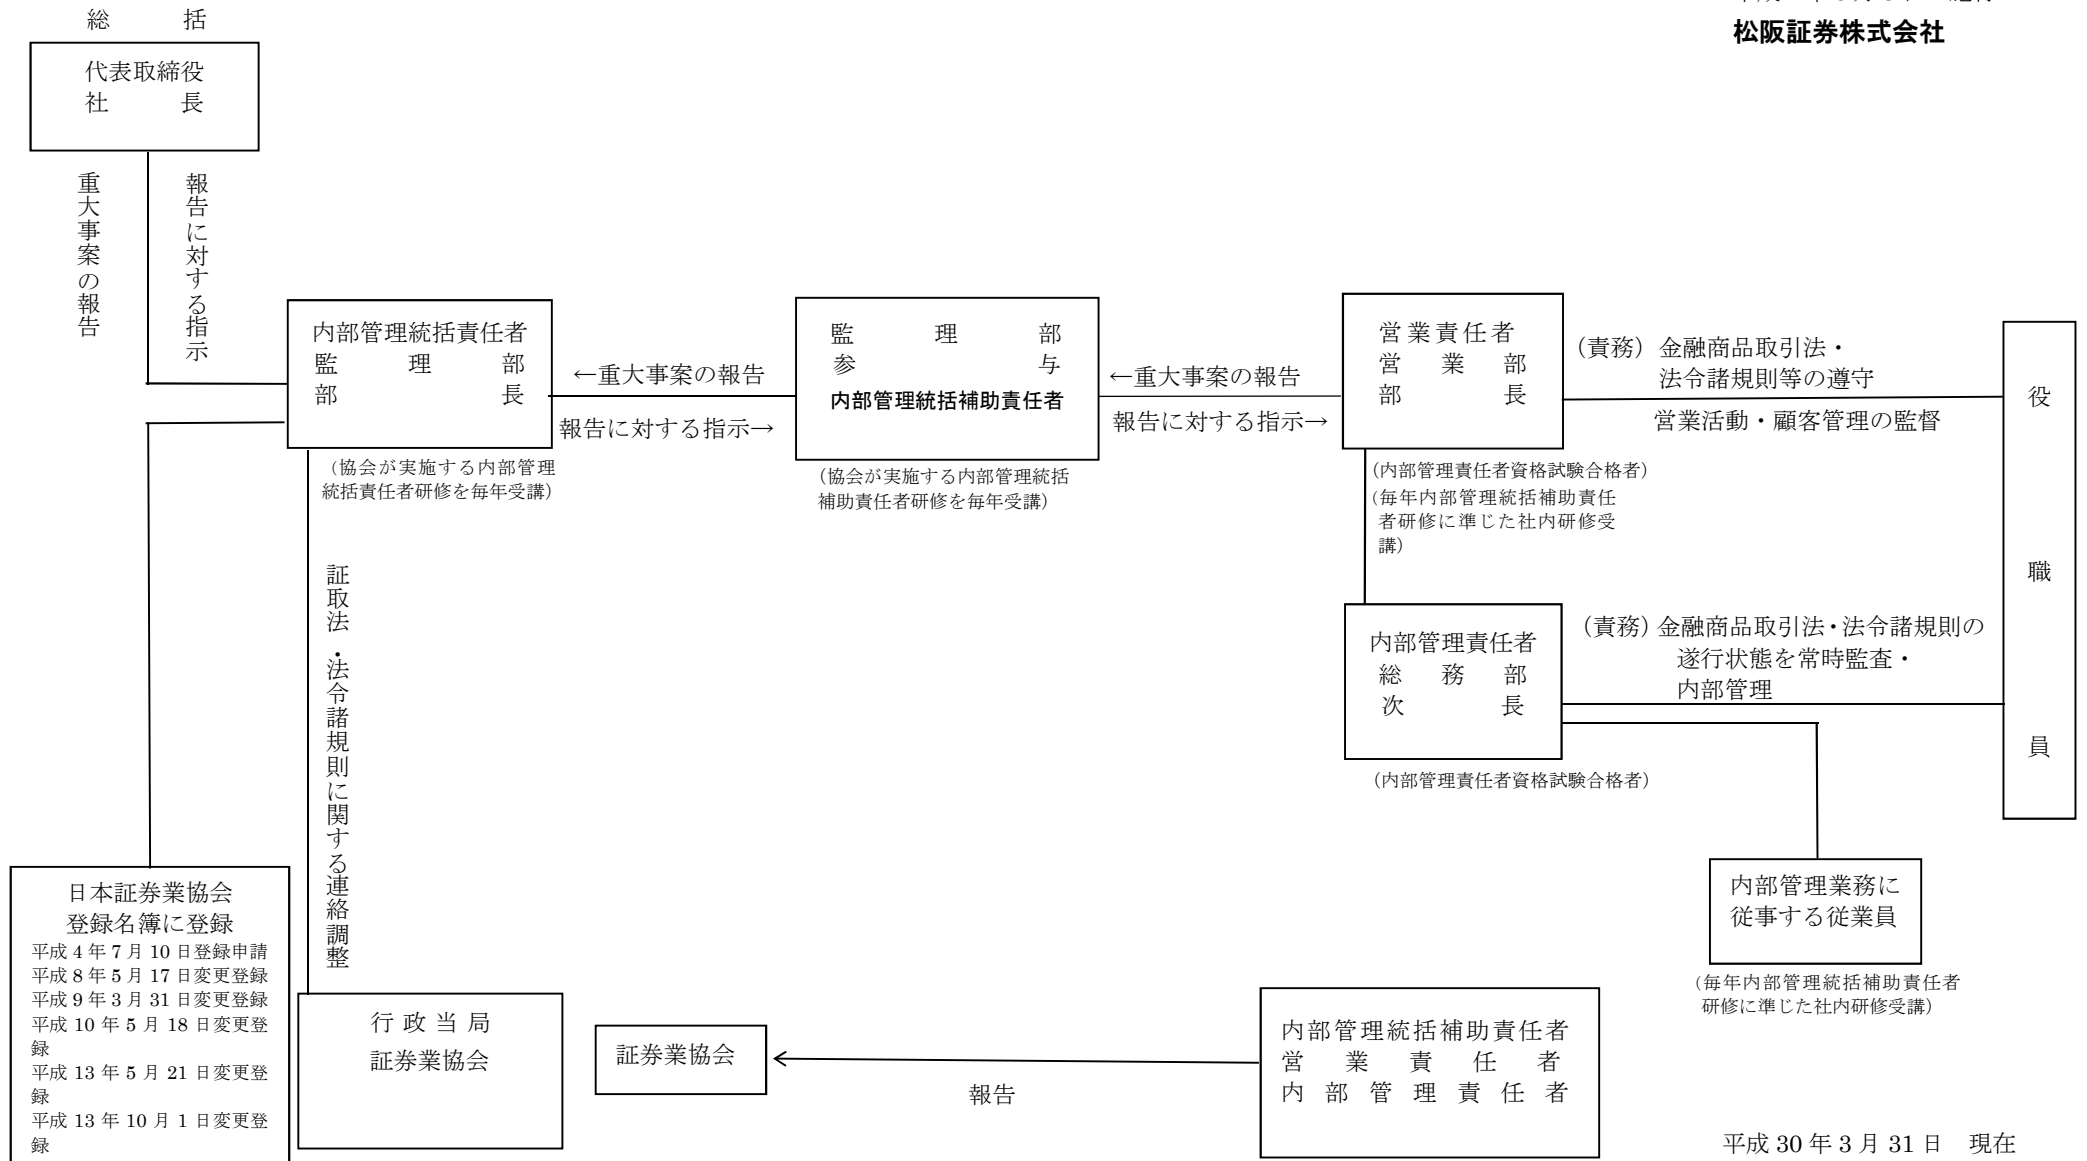 松阪証券株式会社
総　　括
代表取締役
社　　　長
重大事案の報告
報告に対する指示
内部管理統括責任者
監　　理　　部
部　　　　　長
(協会が実施する内部管理
統括責任者研修を毎年受講)
←重大事案の報告
報告に対する指示→
監　　理　　部
参　　　　　与
内部管理統括補助責任者
(協会が実施する内部管理統括
補助責任者研修を毎年受講)
←重大事案の報告
報告に対する指示→
営業責任者
営　業　部
部　　　長
(内部管理責任者資格試験合格者)
(毎年内部管理統括補助責任
者研修に準じた社内研修受
講)
(責務) 金融商品取引法・
法令諸規則等の遵守
営業活動・顧客管理の監督
役　職　員
内部管理責任者
総　務　部
次　　　長
(内部管理責任者資格試験合格者)
(責務) 金融商品取引法・法令諸規則の
遂行状態を常時監査・
内部管理
内部管理業務に
従事する従業員
(毎年内部管理統括補助責任者
研修に準じた社内研修受講)
証取法・法令諸規則に関する連絡調整
日本証券業協会
登録名簿に登録
平成 4 年 7 月 10 日登録申請
平成 8 年 5 月 17 日変更登録
平成 9 年 3 月 31 日変更登録
平成 10 年 5 月 18 日変更登
録
平成 13 年 5 月 21 日変更登
録
平成 13 年 10 月 1 日変更登
録
行 政 当 局
証券業協会
証券業協会
報告
内部管理統括補助責任者
営　業　責　任　者
内 部 管 理 責 任 者
平成 30 年 3 月 31 日　現在